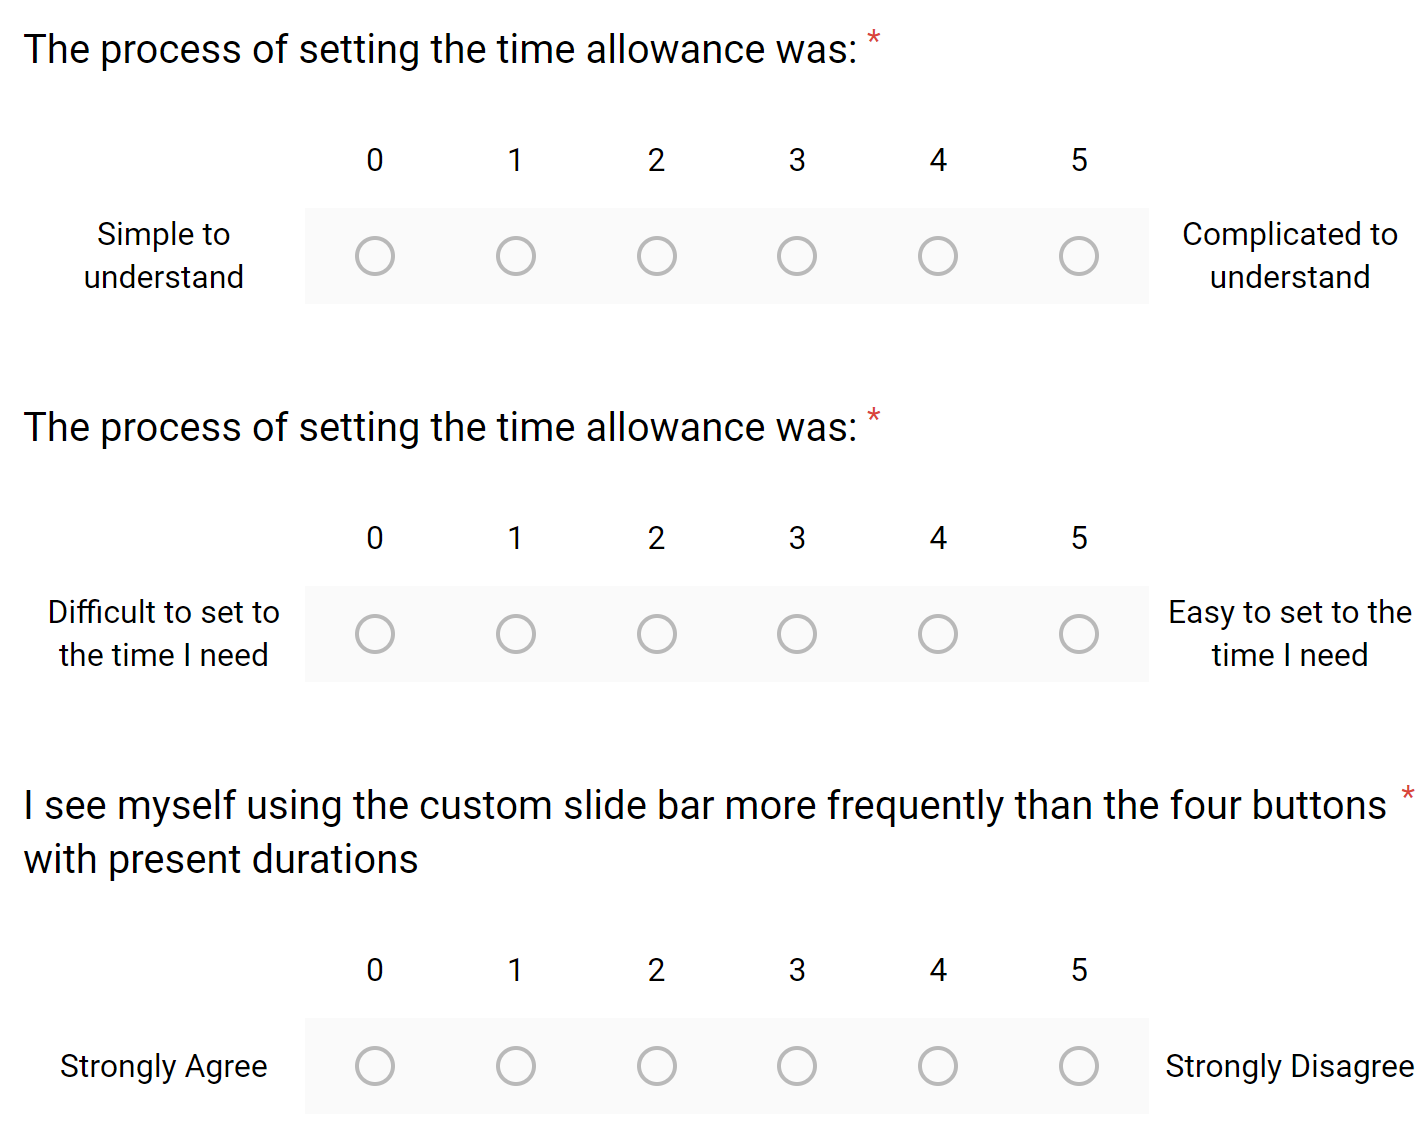 The process of setting the time allowance was: *
0 1 2 3 4 5
Simple to
understand
Complicated to
understand
The process of setting the time allowance was: *
0 1 2 3 4 5
Difficult to set to
the time I need
Easy to set to the
time I need
I see myself using the custom slide bar more frequently than the four buttons *
with present durations
0 1 2 3 4 5
Strongly Agree
Strongly Disagree